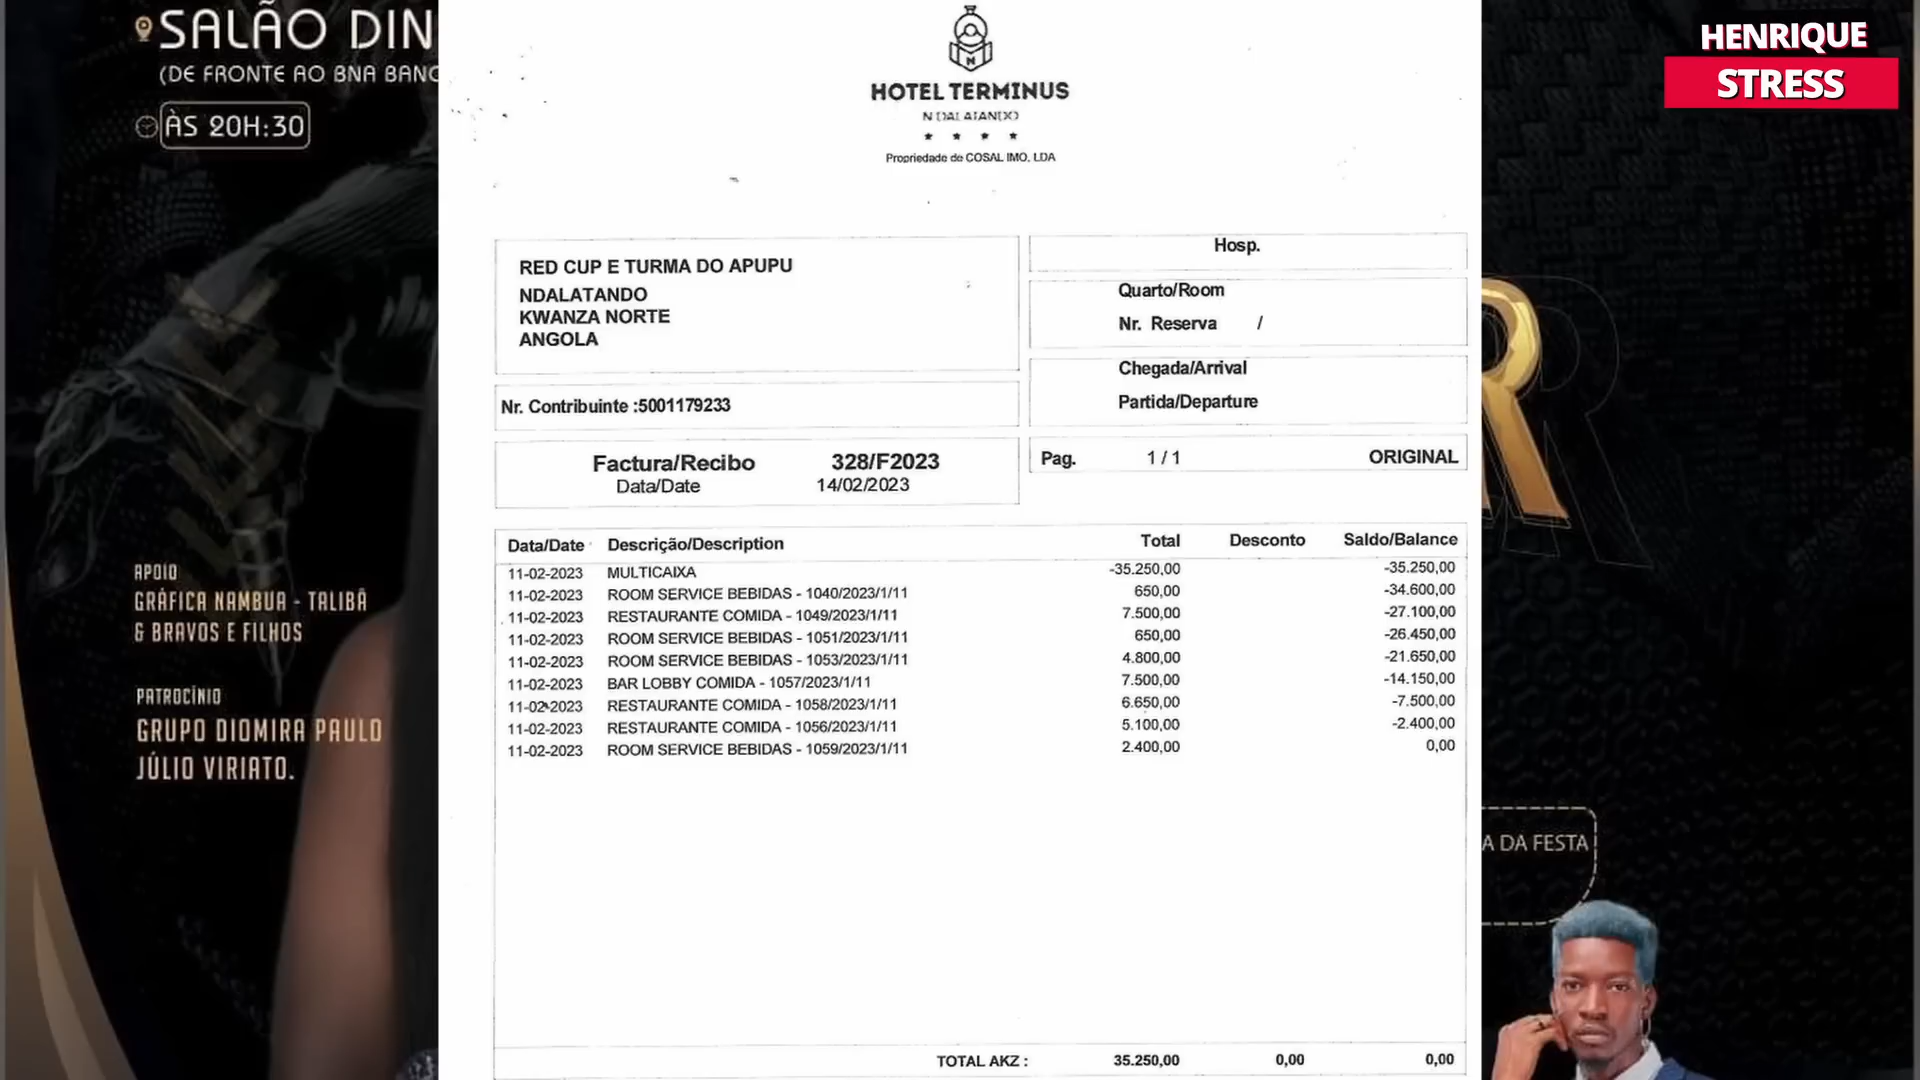 SALÃO DIN
(DE FRONTE AO BNA BANC
ÀS 20H:30
APOIO
GRÁFICA NAMBUA - TALIBÃ
& BRAVOS E FILHOS
PATROCÍNIO
GRUPO DIOMIRA PAULO
JÚLIO VIRIATO.
HOTEL TERMINUS
NDALATANDO
Propriedade de COSAL IMO, LDA
RED CUP E TURMA DO APUPU
NDALATANDO
KWANZA NORTE
ANGOLA
Nr. Contribuinte :5001179233
Factura/Recibo 328/F2023
Data/Date 14/02/2023
Hosp.
Quarto/Room
Nr. Reserva /
Chegada/Arrival
Partida/Departure
Pag. 1 / 1 ORIGINAL
Data/Date Descrição/Description Total Desconto Saldo/Balance
11-02-2023 MULTICAIXA -35.250,00 -35.250,00
11-02-2023 ROOM SERVICE BEBIDAS - 1040/2023/1/11 650,00 -34.600,00
11-02-2023 RESTAURANTE COMIDA - 1049/2023/1/11 7.500,00 -27.100,00
11-02-2023 ROOM SERVICE BEBIDAS - 1051/2023/1/11 650,00 -26.450,00
11-02-2023 ROOM SERVICE BEBIDAS - 1053/2023/1/11 4.800,00 -21.650,00
11-02-2023 BAR LOBBY COMIDA - 1057/2023/1/11 7.500,00 -14.150,00
11-02-2023 RESTAURANTE COMIDA - 1058/2023/1/11 6.650,00 -7.500,00
11-02-2023 RESTAURANTE COMIDA - 1056/2023/1/11 5.100,00 -2.400,00
11-02-2023 ROOM SERVICE BEBIDAS - 1059/2023/1/11 2.400,00 0,00
TOTAL AKZ : 35.250,00 0,00 0,00
HENRIQUE
STRESS
R
A DA FESTA